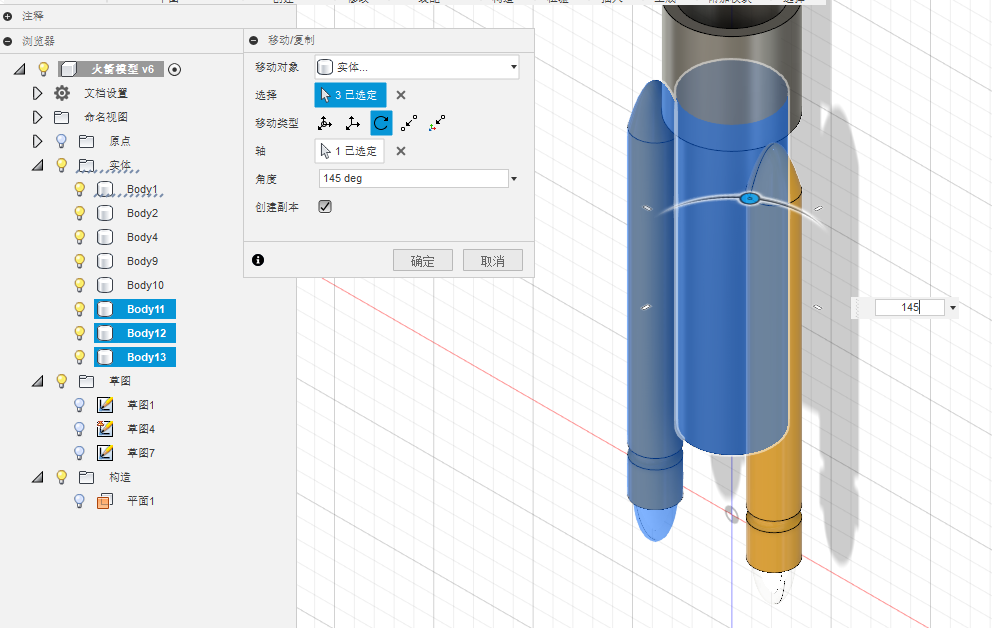 注释
浏览器
火箭模型 v6
文档设置
命名视图
原点
实体
Body1
Body2
Body4
Body9
Body10
Body11
Body12
Body13
草图
草图1
草图4
草图7
构造
平面1
移动/复制
移动对象 实体...
选择 3 已选定
移动类型
轴 1 已选定
角度 145 deg
创建副本
确定 取消
145